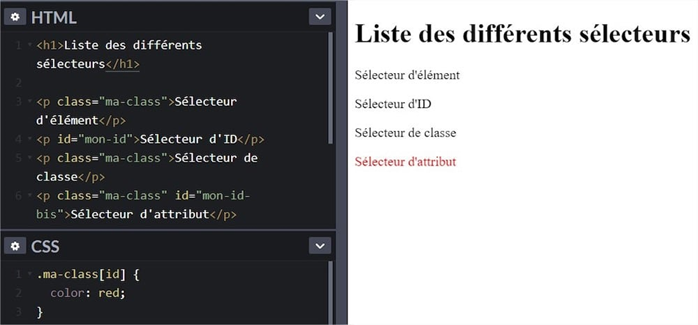 HTML
1 <h1>Liste des différents
sélecteurs</h1>
2
3 <p class="ma-class">Sélecteur
d'élément</p>
4 <p id="mon-id">Sélecteur d'ID</p>
5 <p class="ma-class">Sélecteur de
classe</p>
6 <p class="ma-class" id="mon-id-
bis">Sélecteur d'attribut</p>
CSS
1 .ma-class[id] {
2 color: red;
3 }
Liste des différents sélecteurs
Sélecteur d'élément
Sélecteur d'ID
Sélecteur de classe
Sélecteur d'attribut